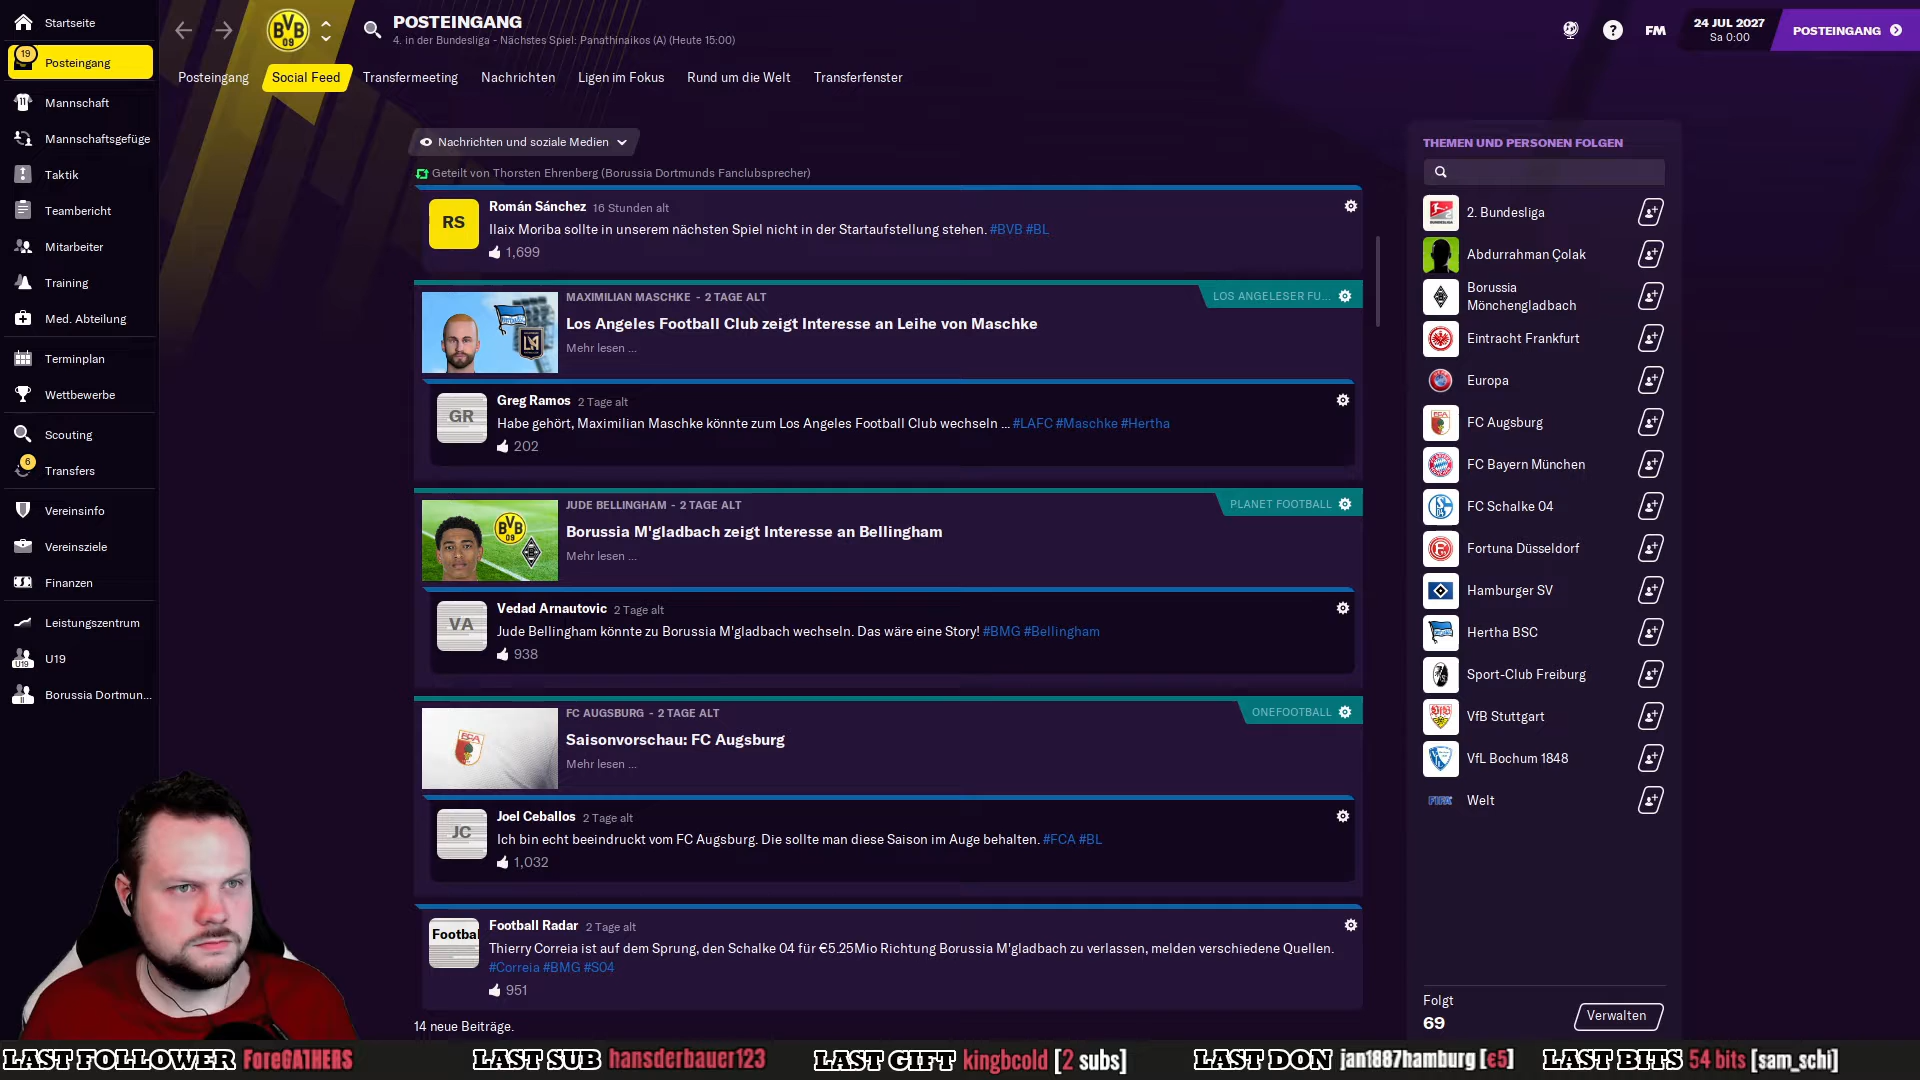 Startseite
19
Posteingang
Mannschaft
Mannschaftsgefüge
Taktik
Teambericht
Mitarbeiter
Training
Med. Abteilung
Terminplan
Wettbewerbe
Scouting
6
Transfers
Vereinsinfo
Vereinsziele
Finanzen
Leistungszentrum
U19
U19
Borussia Dortmun...
II
BVB
09
POSTEINGANG
4. in der Bundesliga - Nächstes Spiel: Panathinaikos (A) (Heute 15:00)
FM
24 JUL 2027
Sa 0:00
POSTEINGANG
Posteingang
Social Feed
Transfermeeting
Nachrichten
Ligen im Fokus
Rund um die Welt
Transferfenster
Nachrichten und soziale Medien
Geteilt von Thorsten Ehrenberg (Borussia Dortmunds Fanclubsprecher)
RS
Román Sánchez 16 Stunden alt
Ilaix Moriba sollte in unserem nächsten Spiel nicht in der Startaufstellung stehen. #BVB #BL
1,699
MAXIMILIAN MASCHKE - 2 TAGE ALT
LOS ANGELESER FU...
Los Angeles Football Club zeigt Interesse an Leihe von Maschke
Mehr lesen ...
GR
Greg Ramos 2 Tage alt
Habe gehört, Maximilian Maschke könnte zum Los Angeles Football Club wechseln ... #LAFC #Maschke #Hertha
202
JUDE BELLINGHAM - 2 TAGE ALT
PLANET FOOTBALL
BVB
09
Borussia M'gladbach zeigt Interesse an Bellingham
Mehr lesen ...
VA
Vedad Arnautovic 2 Tage alt
Jude Bellingham könnte zu Borussia M'gladbach wechseln. Das wäre eine Story! #BMG #Bellingham
938
FC AUGSBURG - 2 TAGE ALT
ONEFOOTBALL
FCA
Saisonvorschau: FC Augsburg
Mehr lesen ...
JC
Joel Ceballos 2 Tage alt
Ich bin echt beeindruckt vom FC Augsburg. Die sollte man diese Saison im Auge behalten. #FCA #BL
1,032
Footbal
Football Radar 2 Tage alt
Thierry Correia ist auf dem Sprung, den Schalke 04 für €5.25Mio Richtung Borussia M'gladbach zu verlassen, melden verschiedene Quellen.
#Correia #BMG #S04
951
14 neue Beiträge.
THEMEN UND PERSONEN FOLGEN
2. Bundesliga
Abdurrahman Çolak
Borussia
Mönchengladbach
Eintracht Frankfurt
Europa
FC Augsburg
FC Bayern München
FC Schalke 04
Fortuna Düsseldorf
Hamburger SV
Hertha BSC
Sport-Club Freiburg
VfB Stuttgart
VfL Bochum 1848
Welt
Folgt
69
Verwalten
LAST FOLLOWER ForeGATHERS
LAST SUB hansderbauer123
LAST GIFT kingbcold [2 subs]
LAST DON jan1887hamburg [€5]
LAST BITS 54 bits [sam_schi]